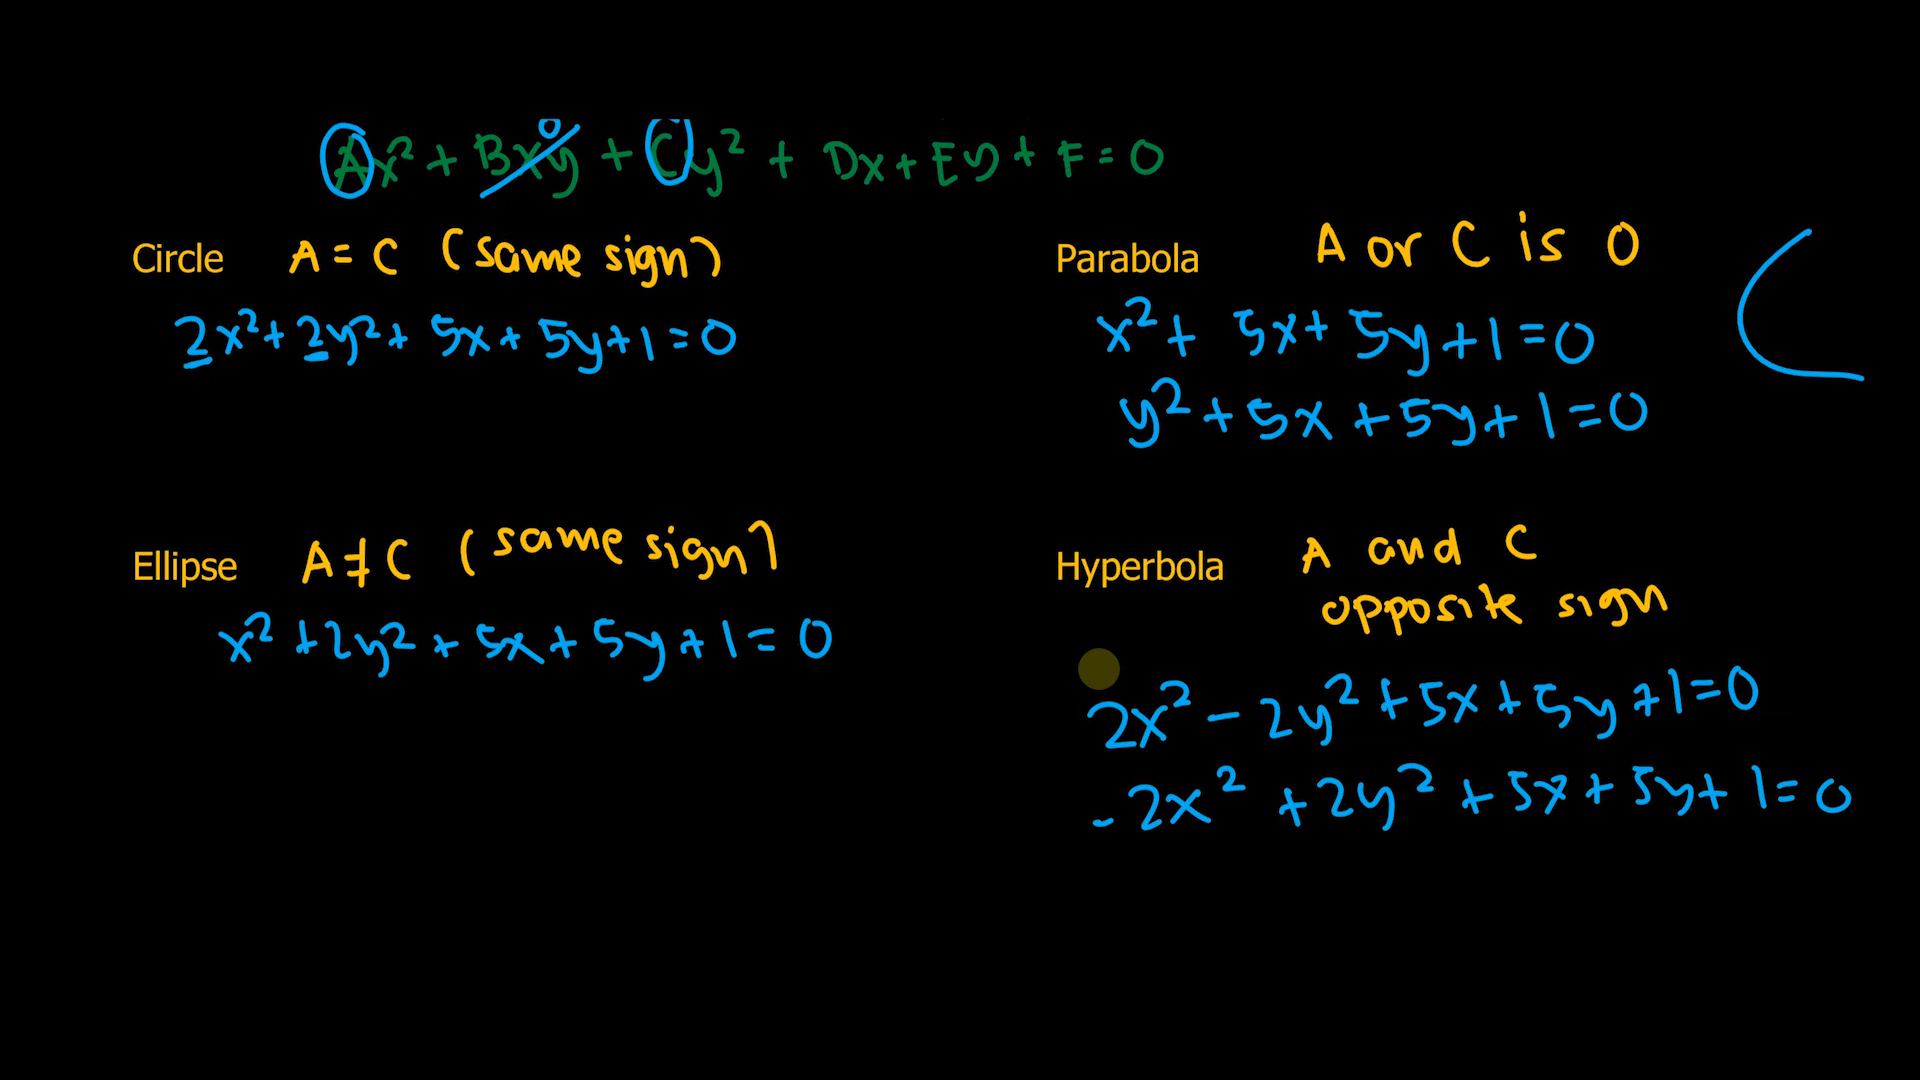 Ax² + Bxy 0 + Cy² + Dx + Ey + F = 0
Circle A = C (same sign)
2x² + 2y² + 5x + 5y + 1 = 0
Parabola A or C is 0
x² + 5x + 5y + 1 = 0
y² + 5x + 5y + 1 = 0
Ellipse A ≠ C (same sign)
x² + 2y² + 5x + 5y + 1 = 0
Hyperbola A and C
opposite sign
2x² - 2y² + 5x + 5y + 1 = 0
-2x² + 2y² + 5x + 5y + 1 = 0